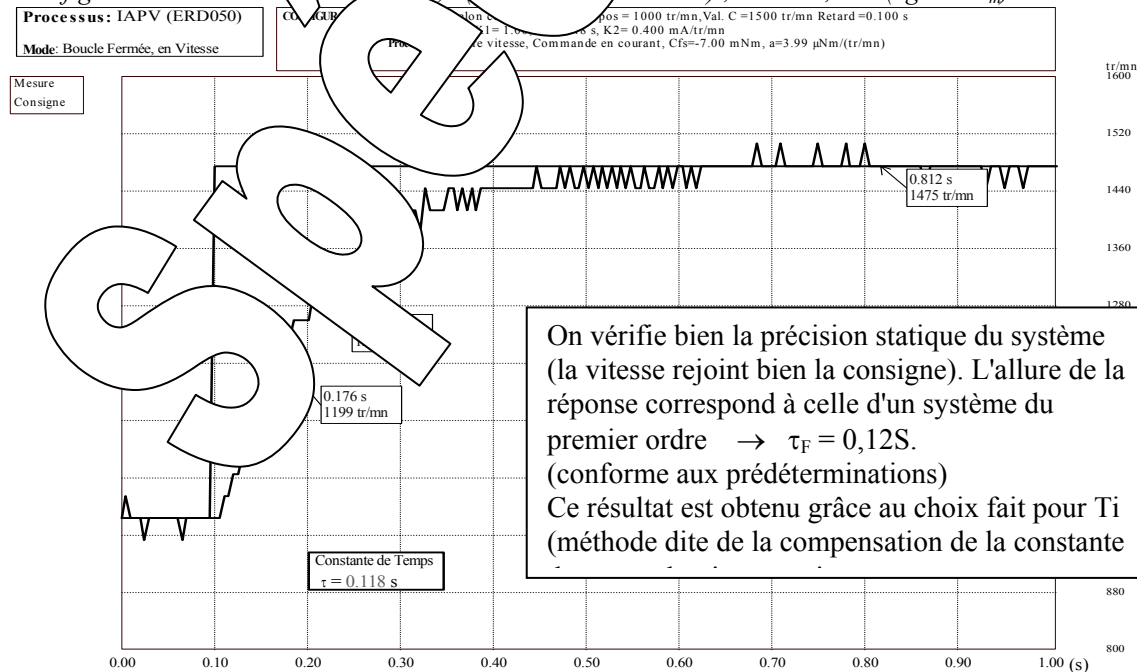 Processus: IAPV (ERD050)
Mode: Boucle Fermée, en Vitesse
pos = 1000 tr/mn,Val. C =1500 tr/mn Retard =0.100 s
s, K2= 0.400 mA/tr/mn
vitesse, Commande en courant, Cfs=-7.00 mNm, a=3.99 µNm/(tr/mn)
Mesure
Consigne
tr/mn
1600
1520
1440
1360
1280
880
800
0.812 s
1475 tr/mn
0.176 s
1199 tr/mn
Spe
On vérifie bien la précision statique du système
(la vitesse rejoint bien la consigne). L'allure de la
réponse correspond à celle d'un système du
premier ordre → τF = 0,12S.
(conforme aux prédéterminations)
Ce résultat est obtenu grâce au choix fait pour Ti
(méthode dite de la compensation de la constante
Constante de Temps
τ = 0.118 s
0.00 0.10 0.20 0.30 0.40 0.50 0.60 0.70 0.80 0.90 1.00 (s)